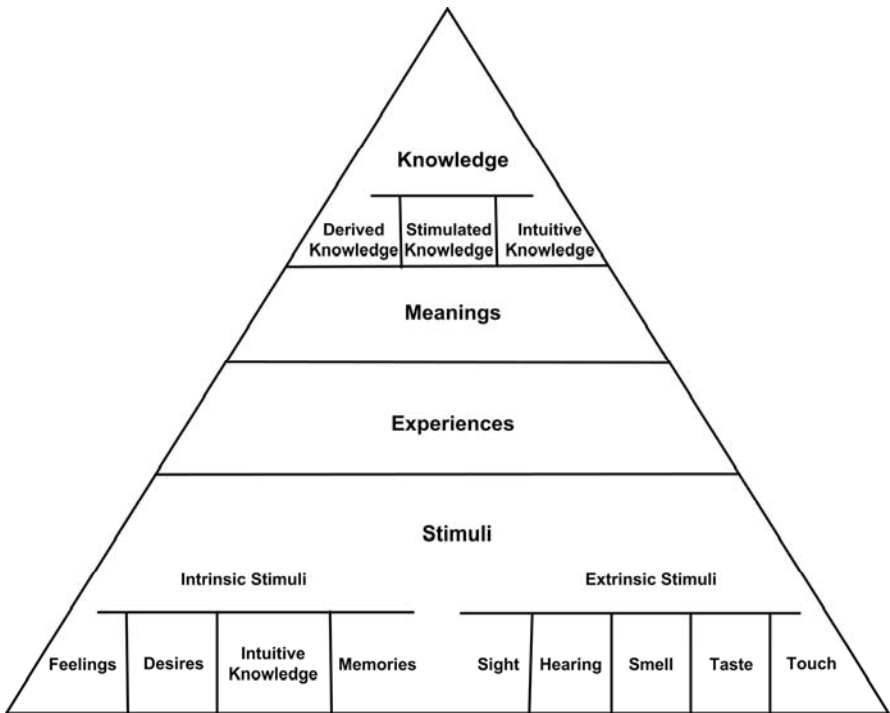 Knowledge
Derived Knowledge
Stimulated Knowledge
Intuitive Knowledge
Meanings
Experiences
Stimuli
Intrinsic Stimuli
Extrinsic Stimuli
Feelings
Desires
Intuitive Knowledge
Memories
Sight
Hearing
Smell
Taste
Touch